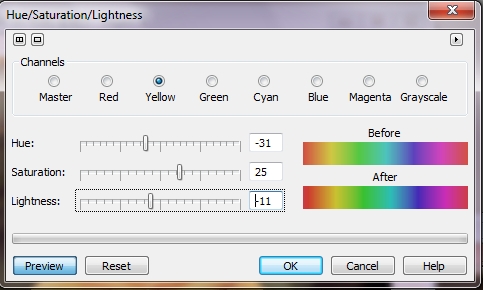 Hue/Saturation/Lightness
Channels
Master Red Yellow Green Cyan Blue Magenta Grayscale
Hue: -31
Saturation: 25
Lightness: -11
Before
After
Preview Reset OK Cancel Help